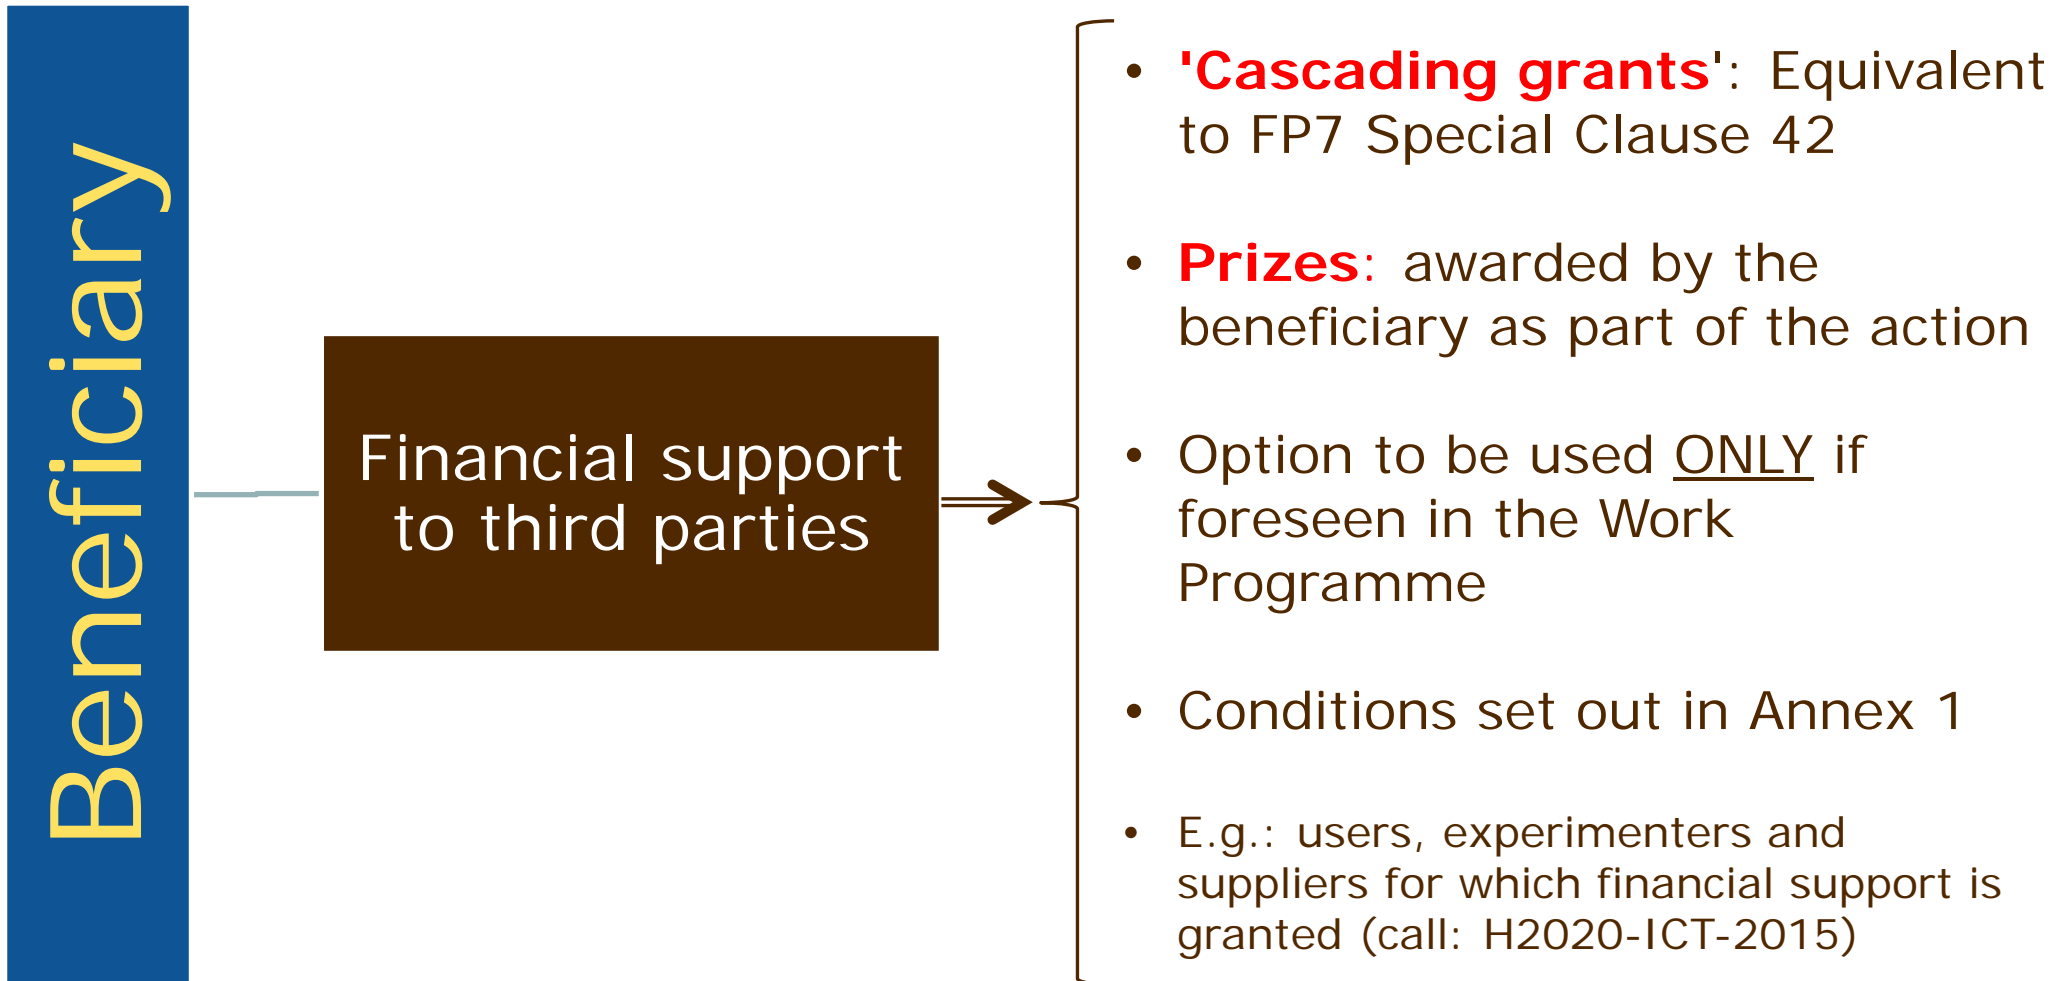 Beneficiary
Financial support
to third parties
• 'Cascading grants': Equivalent
to FP7 Special Clause 42
• Prizes: awarded by the
beneficiary as part of the action
• Option to be used ONLY if
foreseen in the Work
Programme
• Conditions set out in Annex 1
• E.g.: users, experimenters and
suppliers for which financial support is
granted (call: H2020-ICT-2015)